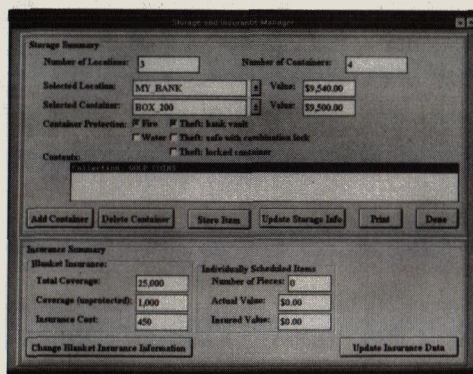 Storage and Insurance Manager
Storage Summary
Number of Locations: 3 Number of Containers: 4
Selected Location: MY_BANK Value: $9,540.00
Selected Container: BOX_100 Value: $9,500.00
Container Protection: Fire Theft: bank vault
Water Theft: safe with combination lock
Theft: locked container
Contents:
Collection: GOLD COINS
Add Container Delete Container Store Item Update Storage Info Print Done
Insurance Summary
Blanket Insurance: Individually Scheduled Items
Total Coverage: 25,000 Number of Pieces: 0
Coverage (unprotected): 1,000 Actual Value: $0.00
Insurance Cost: 450 Insured Value: $0.00
Change Blanket Insurance Information Update Insurance Data